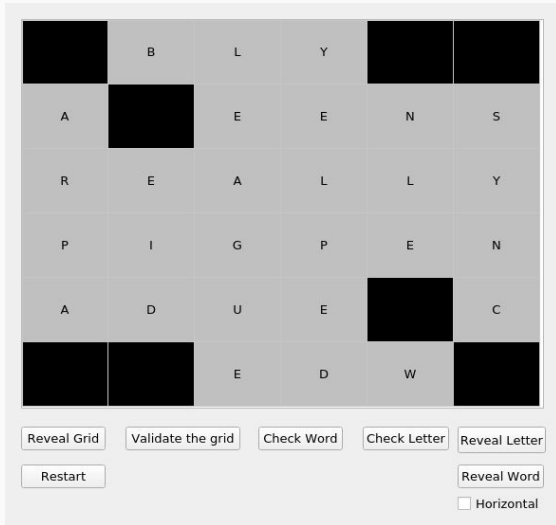 B L Y
A E E N S
R E A L L Y
P I G P E N
A D U E C
E D W
Reveal Grid Validate the grid Check Word Check Letter Reveal Letter
Restart Reveal Word
Horizontal